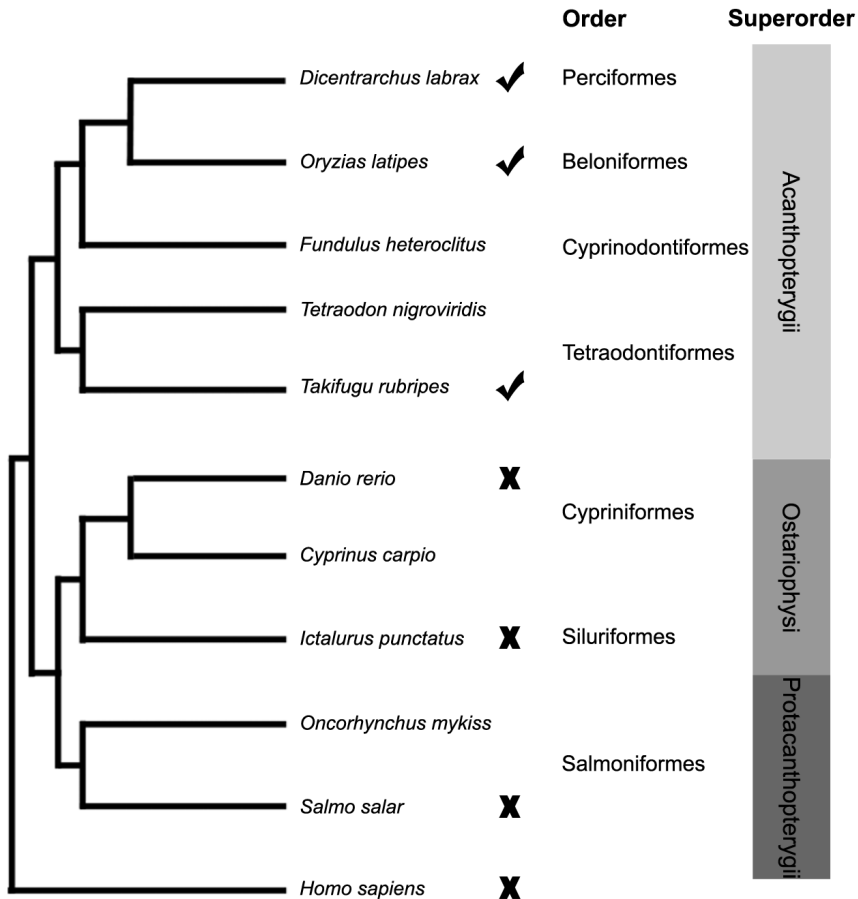 Order Superorder
Dicentrarchus labrax ✓ Perciformes
Oryzias latipes ✓ Beloniformes
Fundulus heteroclitus Cyprinodontiformes
Tetraodon nigroviridis
Tetraodontiformes
Takifugu rubripes ✓
Acanthopterygii
Danio rerio X
Cypriniformes
Cyprinus carpio
Ictalurus punctatus X Siluriformes
Ostariophysi
Oncorhynchus mykiss
Salmoniformes
Salmo salar X
Protacanthopterygii
Homo sapiens X